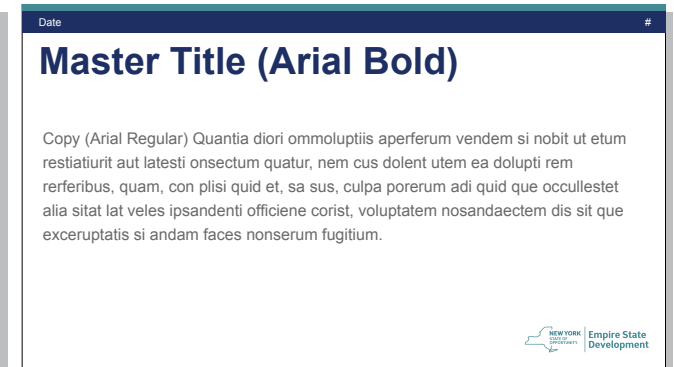 Date #
Master Title (Arial Bold)
Copy (Arial Regular) Quantia diori ommoluptiis aperferum vendem si nobit ut etum
restiatiurit aut latesti onsectum quatur, nem cus dolent utem ea dolupti rem
rerferibus, quam, con plisi quid et, sa sus, culpa porerum adi quid que occullestet
alia sitat lat veles ipsandenti officiene corist, voluptatem nosandaectem dis sit que
exceruptatis si andam faces nonserum fugitium.
NEW YORK
STATE OF
OPPORTUNITY.
Empire State
Development